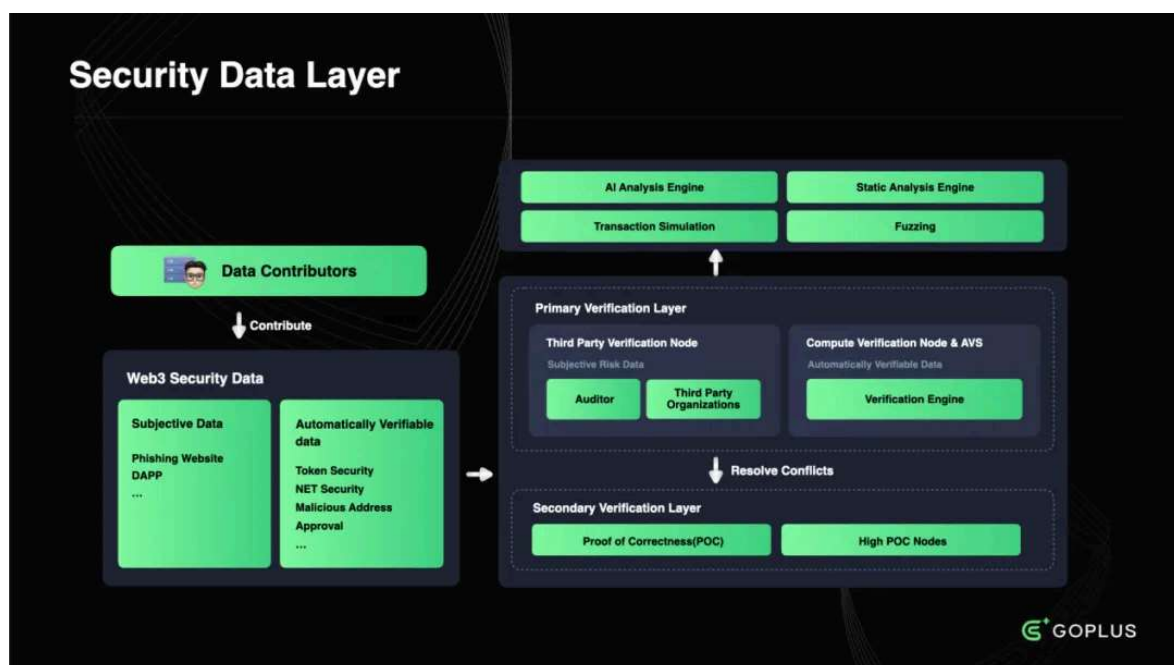 Security Data Layer
AI Analysis Engine
Static Analysis Engine
Transaction Simulation
Fuzzing
Data Contributors
Contribute
Web3 Security Data
Subjective Data
Phishing Website
DAPP
...
Automatically Verifiable
data
Token Security
NET Security
Malicious Address
Approval
...
Primary Verification Layer
Third Party Verification Node
Subjective Risk Data
Auditor
Third Party
Organizations
Compute Verification Node & AVS
Automatically Verifiable Data
Verification Engine
Resolve Conflicts
Secondary Verification Layer
Proof of Correctness(POC)
High POC Nodes
GOPLUS